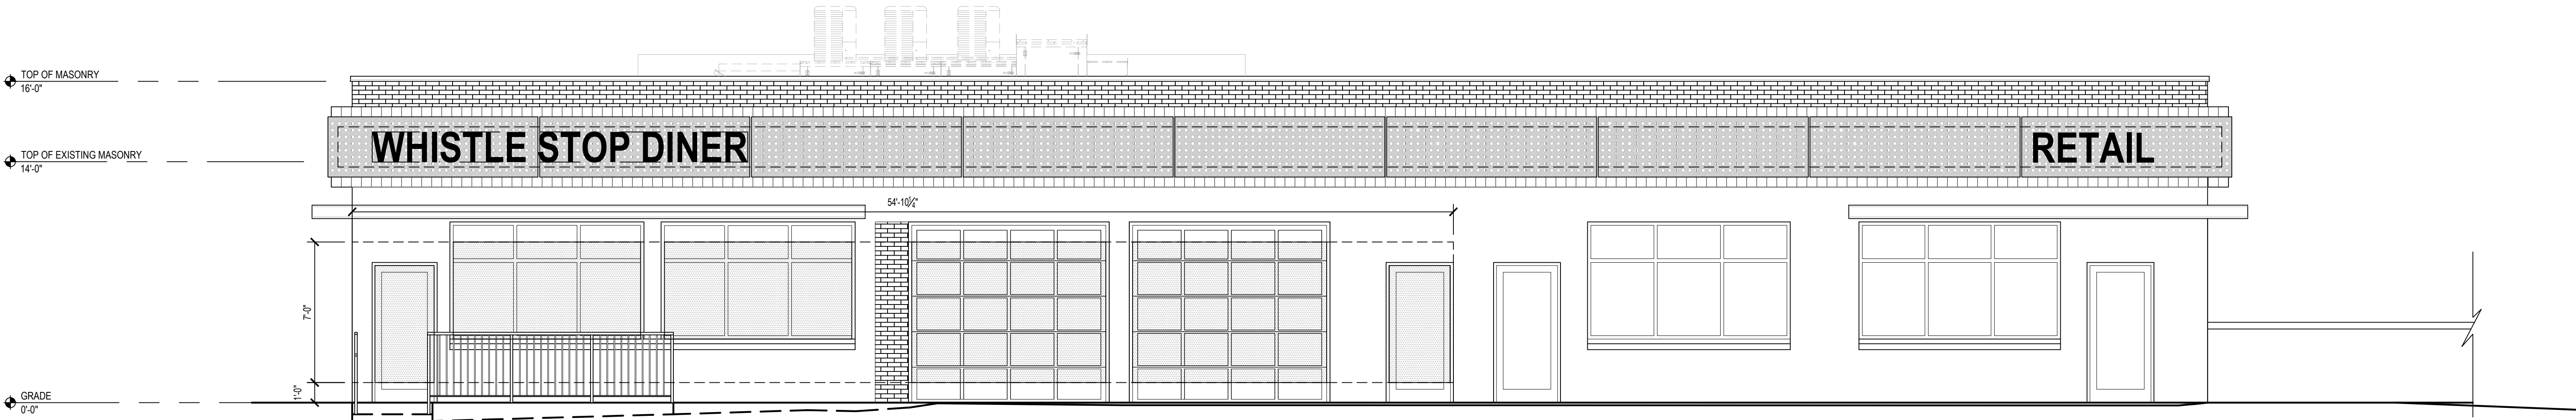 TOP OF MASONRY
16'-0"
WHISTLE STOP DINER
RETAIL
TOP OF EXISTING MASONRY
14'-0"
54'-10¼"
7'-0"
1'-0"
GRADE
0'-0"